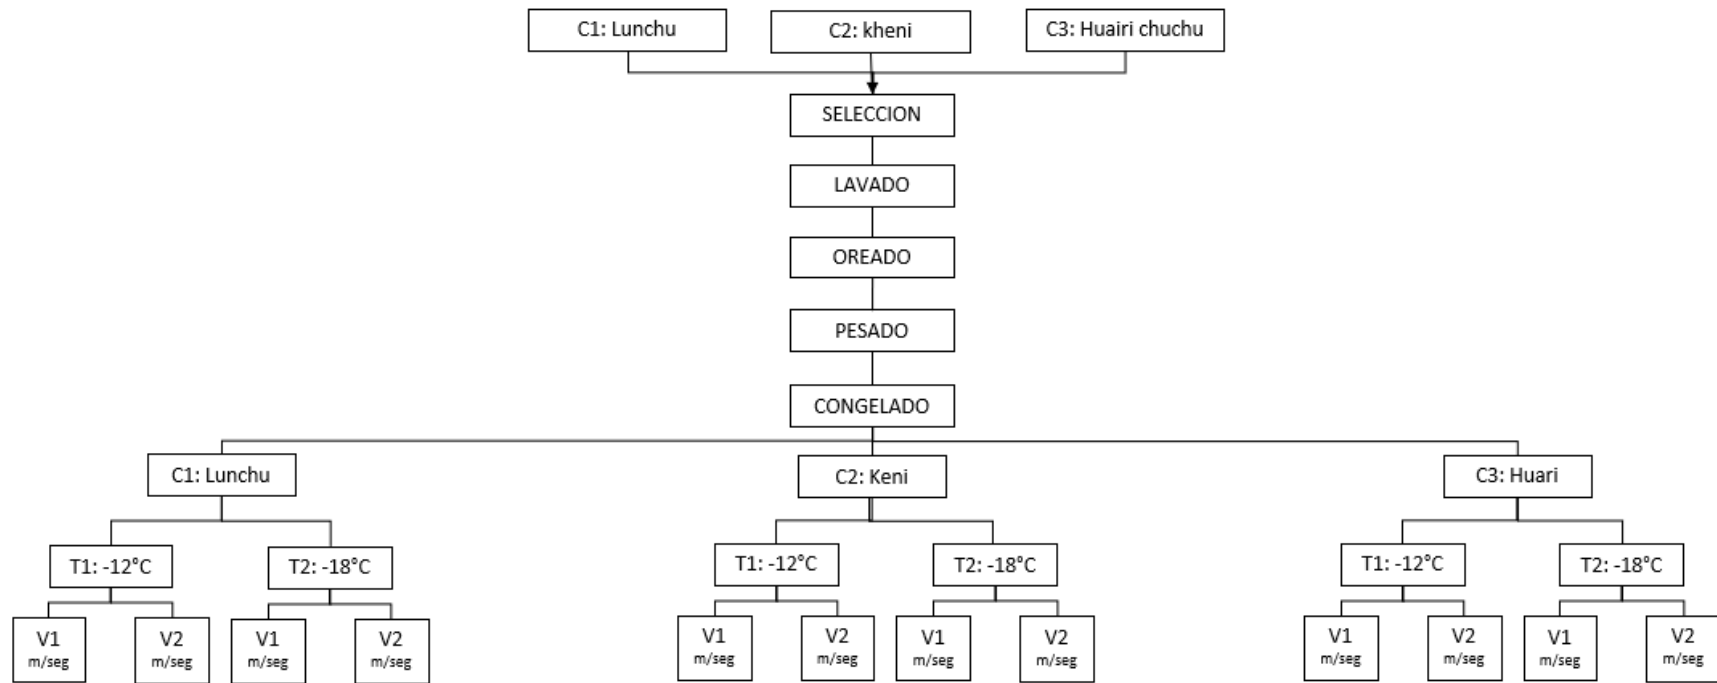 C1: Lunchu
C2: kheni
C3: Huairi chuchu
SELECCION
LAVADO
OREADO
PESADO
CONGELADO
C1: Lunchu
C2: Keni
C3: Huari
T1: -12°C
T2: -18°C
T1: -12°C
T2: -18°C
T1: -12°C
T2: -18°C
V1
m/seg
V2
m/seg
V1
m/seg
V2
m/seg
V1
m/seg
V2
m/seg
V1
m/seg
V2
m/seg
V1
m/seg
V2
m/seg
V1
m/seg
V2
m/seg